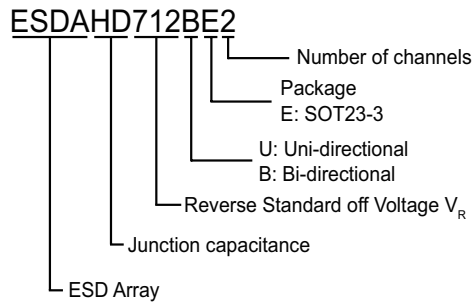 ESDAHD712BE2
Number of channels
Package
E: SOT23-3
U: Uni-directional
B: Bi-directional
Reverse Standard off Voltage VR
Junction capacitance
ESD Array